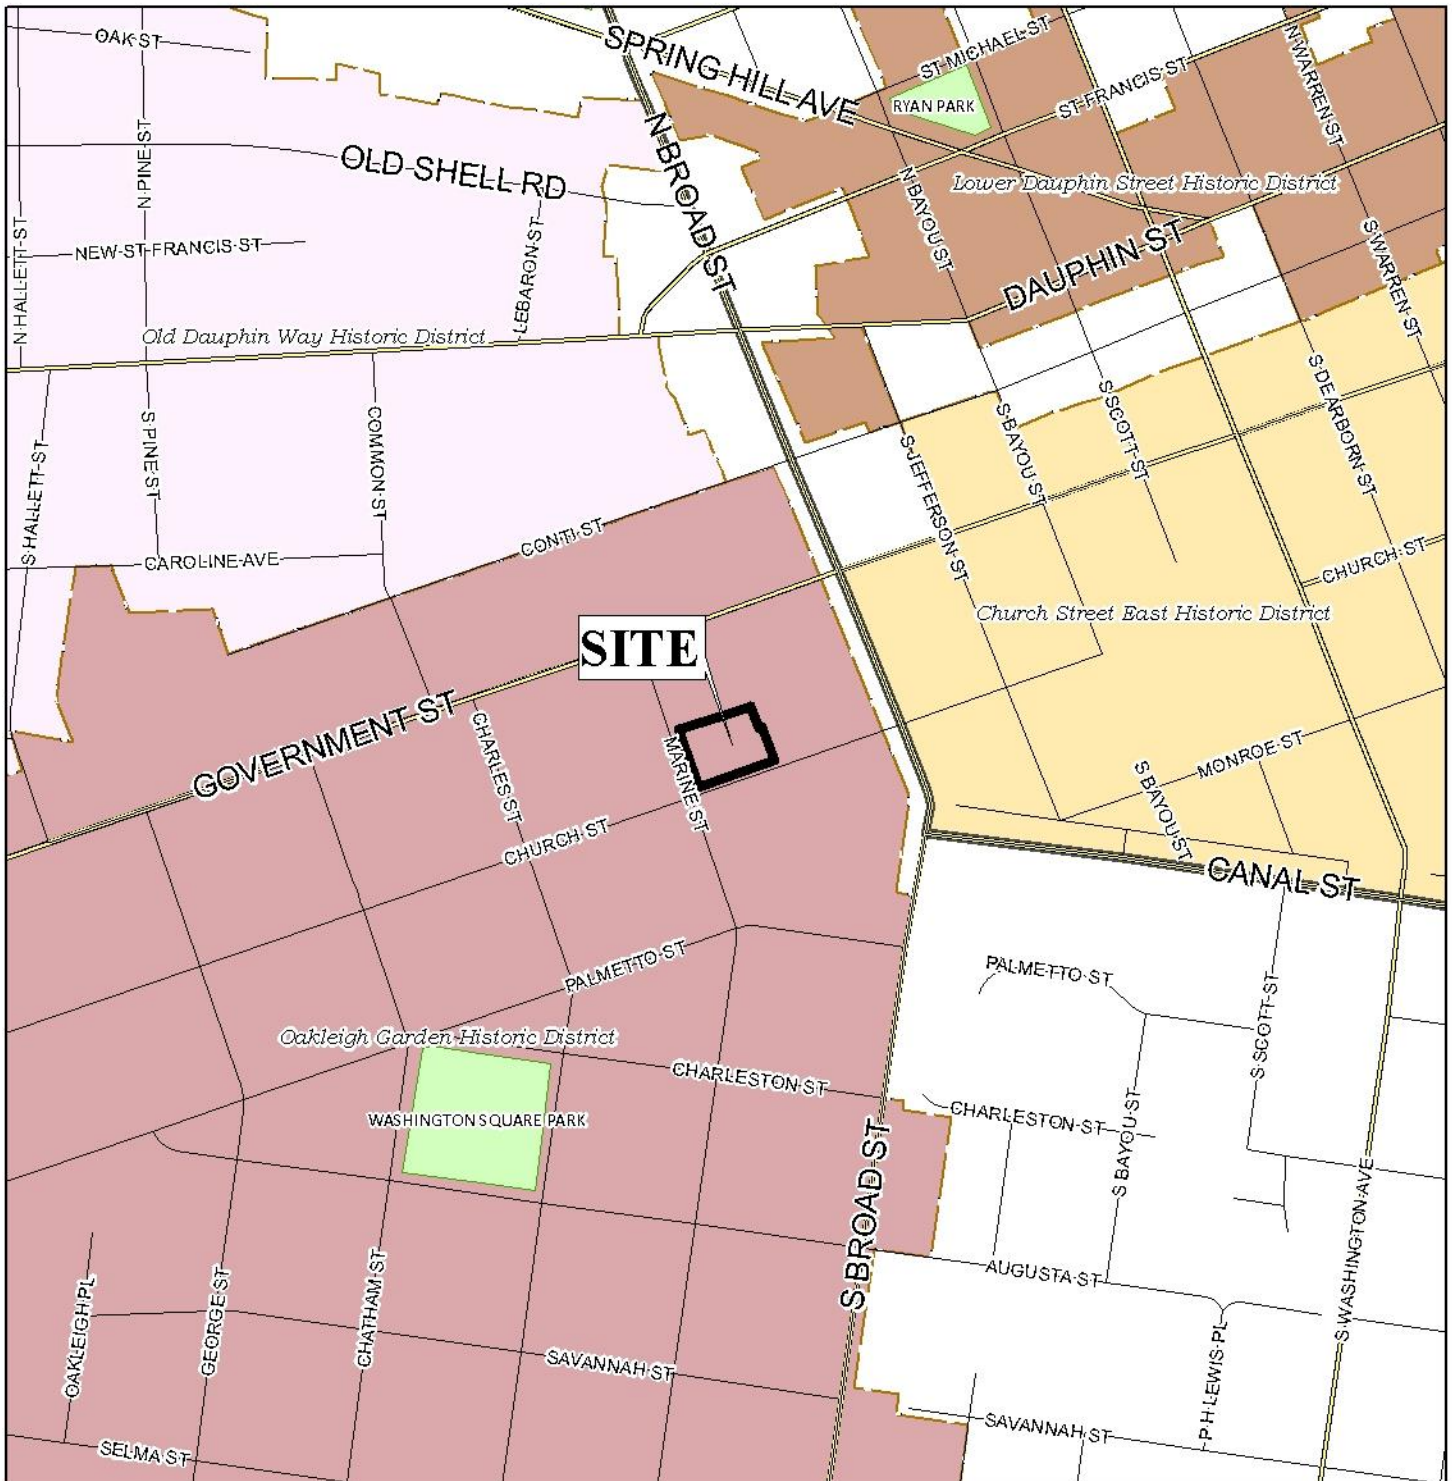 OAK ST
SPRING HILL AVE
ST MICHAEL ST
RYAN PARK
ST FRANCIS ST
N WARREN ST
N PINE ST
OLD SHELL RD
N BROAD ST
N BAYOU ST
Lower Dauphin Street Historic District
N HALLETT ST
NEW ST FRANCIS ST
LEBARON ST
DAUPHIN ST
S WARREN ST
Old Dauphin Way Historic District
S HALLETT ST
S PINE ST
COMMON ST
S JEFFERSON ST
S BAYOU ST
S SCOTT ST
S DEARBORN ST
CAROLINE AVE
CONTI ST
CHURCH ST
Church Street East Historic District
SITE
GOVERNMENT ST
CHARLES ST
MARINE ST
MONROE ST
S BAYOU ST
CHURCH ST
CANAL ST
PALMETTO ST
PALMETTO ST
S SCOTT ST
Oakleigh Garden Historic District
CHARLESTON ST
WASHINGTON SQUARE PARK
CHARLESTON ST
S BAYOU ST
S BROAD ST
S WASHINGTON AVE
AUGUSTA ST
OAKLEIGH PL
GEORGE ST
CHATHAM ST
SAVANNAH ST
P H LEWIS PL
SAVANNAH ST
SELMA ST